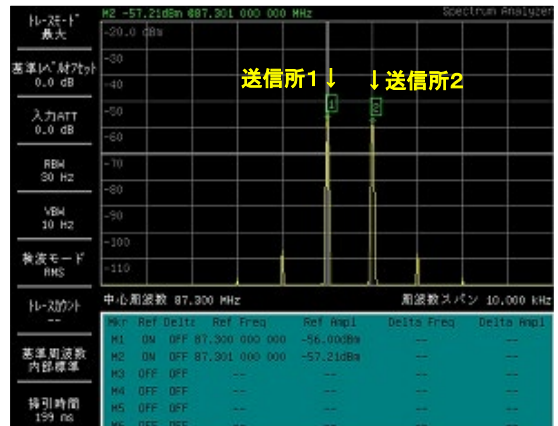 トレースモード
最大
基準レベルオフセット
0.0 dB
入力ATT
0.0 dB
RBW
30 Hz
VBW
10 Hz
検波モード
RMS
トレースカウント
--
基準周波数
内部標準
掃引時間
199 ms
M2 -57.21dBm @87.301 000 000 MHz
Spectrum Analyzer
-20.0 dBm
-30
-40
-50
-60
-70
-80
-90
-100
-110
送信所1↓ ↓送信所2
1 2
中心周波数 87.300 MHz 周波数スパン 10.000 kHz
Mkr Ref Delta Ref Freq Ref Ampl Delta Freq Delta Ampl
M1 ON OFF 87.300 000 000 -56.00dBm -- --
M2 ON OFF 87.301 000 000 -57.21dBm -- --
M3 OFF OFF -- -- -- --
M4 OFF OFF -- -- -- --
M5 OFF OFF -- -- -- --
M6 OFF OFF -- -- -- --